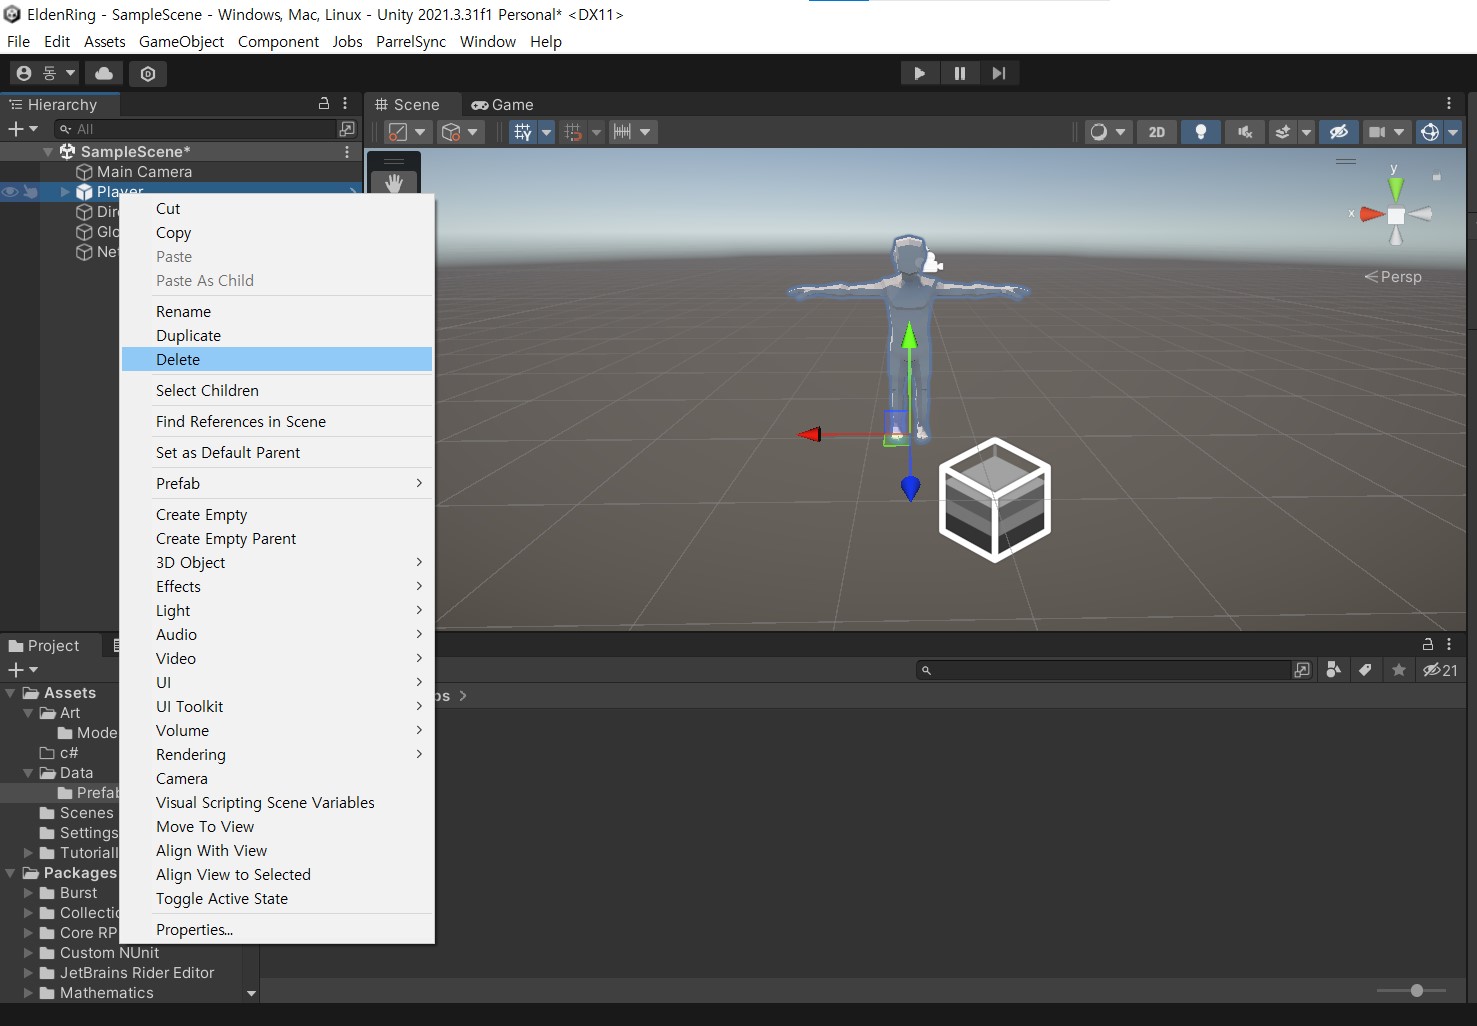 EldenRing - SampleScene - Windows, Mac, Linux - Unity 2021.3.31f1 Personal* <DX11>
File Edit Assets GameObject Component Jobs ParrelSync Window Help
동
Hierarchy
All
SampleScene*
Main Camera
Player
Dir
Glo
Net
Cut
Copy
Paste
Paste As Child
Rename
Duplicate
Delete
Select Children
Find References in Scene
Set as Default Parent
Prefab
Create Empty
Create Empty Parent
3D Object
Effects
Light
Audio
Video
UI
UI Toolkit
Volume
Rendering
Camera
Visual Scripting Scene Variables
Move To View
Align With View
Align View to Selected
Toggle Active State
Properties...
Scene Game
2D
y
x
Persp
Project
21
bs
Assets
Art
Mode
c#
Data
Prefab
Scenes
Settings
TutorialI
Packages
Burst
Collectio
Core RP
Custom NUnit
JetBrains Rider Editor
Mathematics